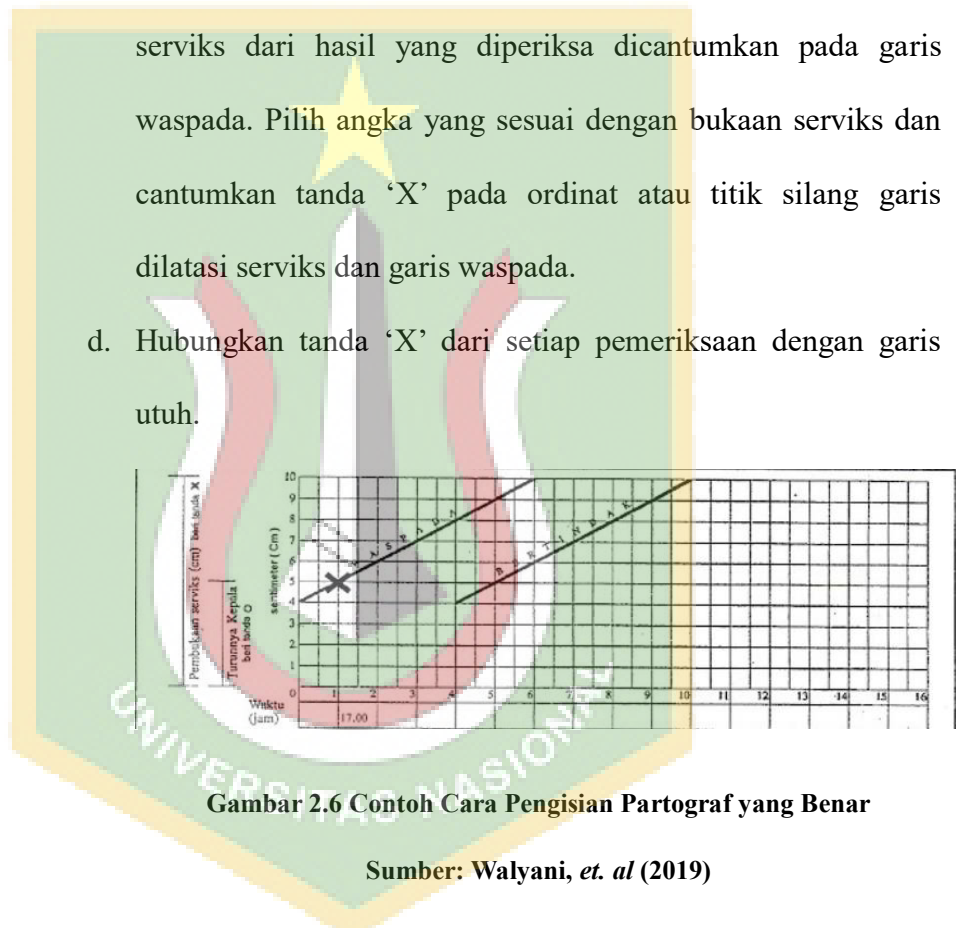 serviks dari hasil yang diperiksa dicantumkan pada garis
waspada. Pilih angka yang sesuai dengan bukaan serviks dan
cantumkan tanda ‘X’ pada ordinat atau titik silang garis
dilatasi serviks dan garis waspada.
d. Hubungkan tanda ‘X’ dari setiap pemeriksaan dengan garis
utuh.
Pembukaan serviks (cm) beri tanda X
Turunnya Kepala
beri tanda O
sentimeter (Cm)
10
9
8
7
6
5
4
3
2
1
0
WASPADA
BERTINDAK
X
1 2 3 4 5 6 7 8 9 10 11 12 13 14 15 16
Waktu
(jam)
17.00
UNIVERSITAS NASIONAL
Gambar 2.6 Contoh Cara Pengisian Partograf yang Benar
Sumber: Walyani, et. al (2019)